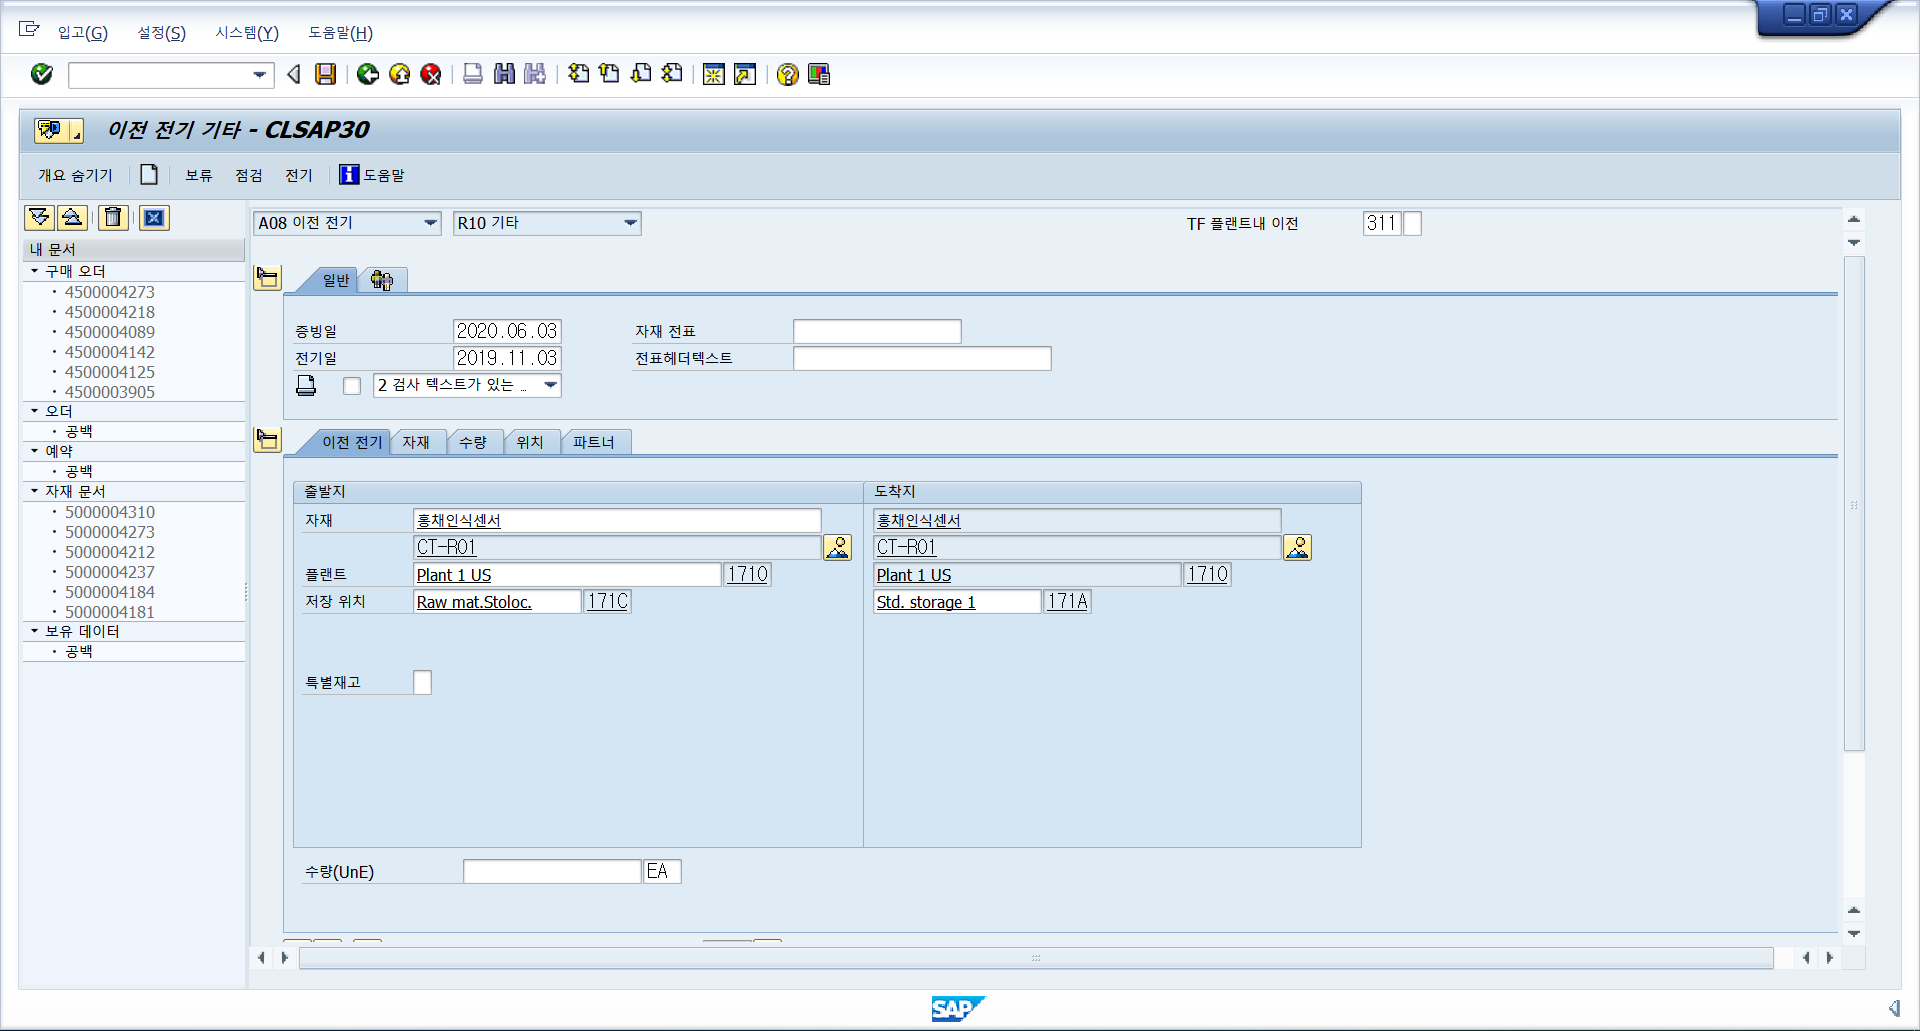 입고(G) 설정(S) 시스템(Y) 도움말(H)
이전 전기 기타 - CLSAP30
개요 숨기기 보류 점검 전기 도움말
A08 이전 전기 R10 기타 TF 플랜트내 이전 311
내 문서
구매 오더
4500004273
4500004218
4500004089
4500004142
4500004125
4500003905
오더
공백
예약
공백
자재 문서
5000004310
5000004273
5000004212
5000004237
5000004184
5000004181
보유 데이터
공백
일반
증빙일 2020.06.03 자재 전표
전기일 2019.11.03 전표헤더텍스트
2 검사 텍스트가 있는 ..
이전 전기 자재 수량 위치 파트너
출발지 도착지
자재 홍채인식센서 홍채인식센서
CT-R01 CT-R01
플랜트 Plant 1 US 1710 Plant 1 US 1710
저장 위치 Raw mat.Stoloc. 171C Std. storage 1 171A
특별재고
수량(UnE) EA
SAP